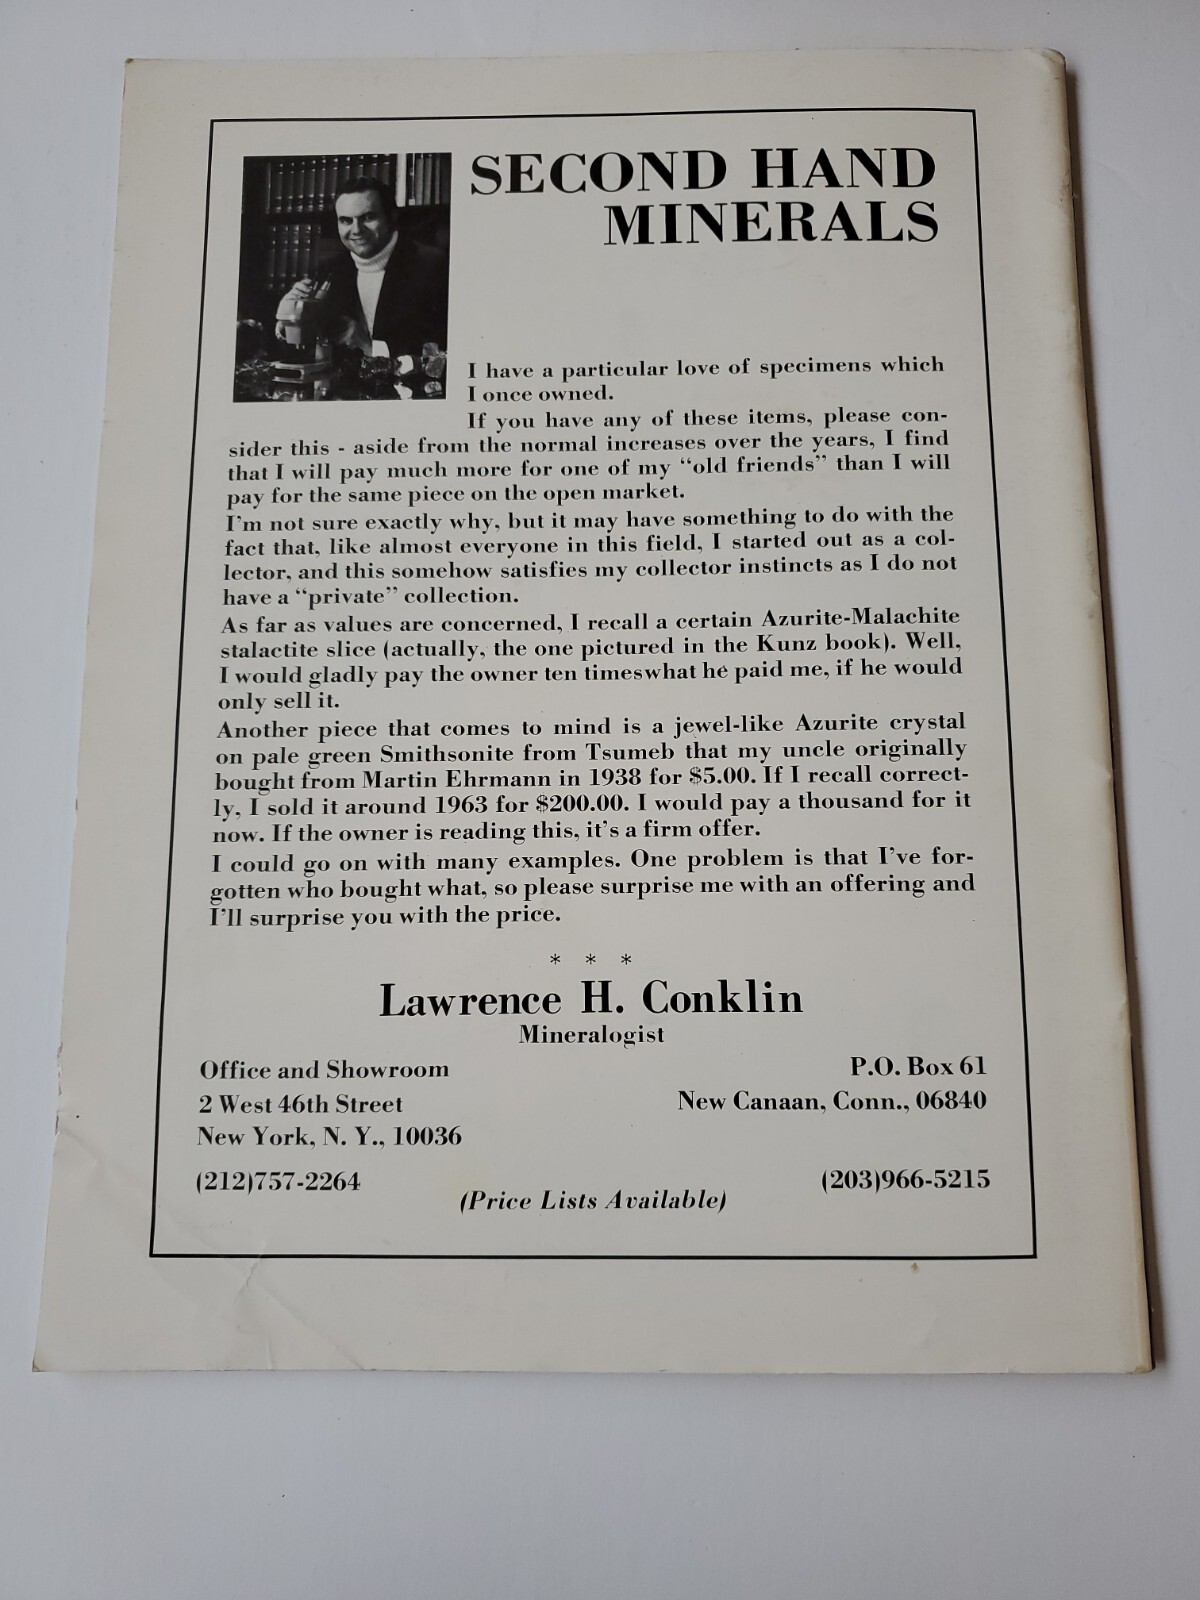 SECOND HAND
MINERALS
I have a particular love of specimens which
I once owned.
If you have any of these items, please con-
sider this - aside from the normal increases over the years, I find
that I will pay much more for one of my “old friends” than I will
pay for the same piece on the open market.
I'm not sure exactly why, but it may have something to do with the
fact that, like almost everyone in this field, I started out as a col-
lector, and this somehow satisfies my collector instincts as I do not
have a “private” collection.
As far as values are concerned, I recall a certain Azurite-Malachite
stalactite slice (actually, the one pictured in the Kunz book). Well,
I would gladly pay the owner ten timeswhat he paid me, if he would
only sell it.
Another piece that comes to mind is a jewel-like Azurite crystal
on pale green Smithsonite from Tsumeb that my uncle originally
bought from Martin Ehrmann in 1938 for $5.00. If I recall correct-
ly, I sold it around 1963 for $200.00. I would pay a thousand for it
now. If the owner is reading this, it's a firm offer.
I could go on with many examples. One problem is that I've for-
gotten who bought what, so please surprise me with an offering and
I'll surprise you with the price.
* * *
Lawrence H. Conklin
Mineralogist
Office and Showroom
2 West 46th Street
New York, N. Y., 10036
(212)757-2264
P.O. Box 61
New Canaan, Conn., 06840
(203)966-5215
(Price Lists Available)